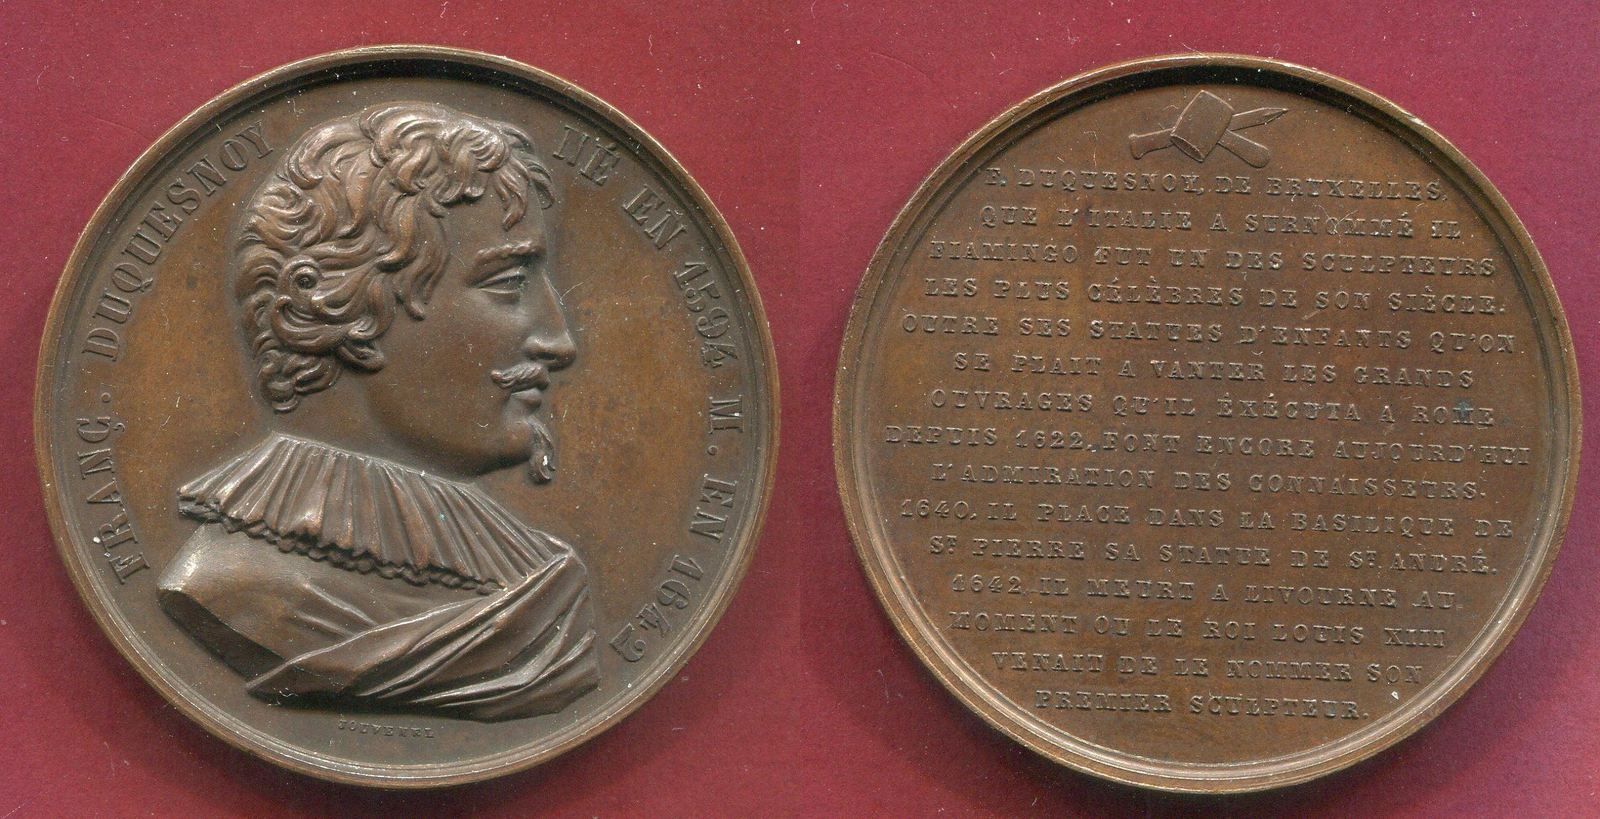 FRANÇ. DUQUESNOY NÉ EN 1594 M. EN 1642
JOUVENEL
F. DUQUESNOY, DE BRUXELLES.
QUE L'ITALIE A SURNOMMÉ IL
FIAMINGO FUT UN DES SCULPTEURS
LES PLUS CÉLÈBRES DE SON SIÈCLE.
OUTRE SES STATUES D'ENFANTS QU'ON
SE PLAIT A VANTER LES GRANDS
OUVRAGES QU'IL ÉXÉCUTA A ROME
DEPUIS 1622, FONT ENCORE AUJOURD'HUI
L'ADMIRATION DES CONNAISSEURS.
1640, IL PLACE DANS LA BASILIQUE DE
ST. PIERRE SA STATUE DE ST. ANDRÉ.
1642, IL MEURT A LIVOURNE AU
MOMENT OU LE ROI LOUIS XIII
VENAIT DE LE NOMMER SON
PREMIER SCULPTEUR.